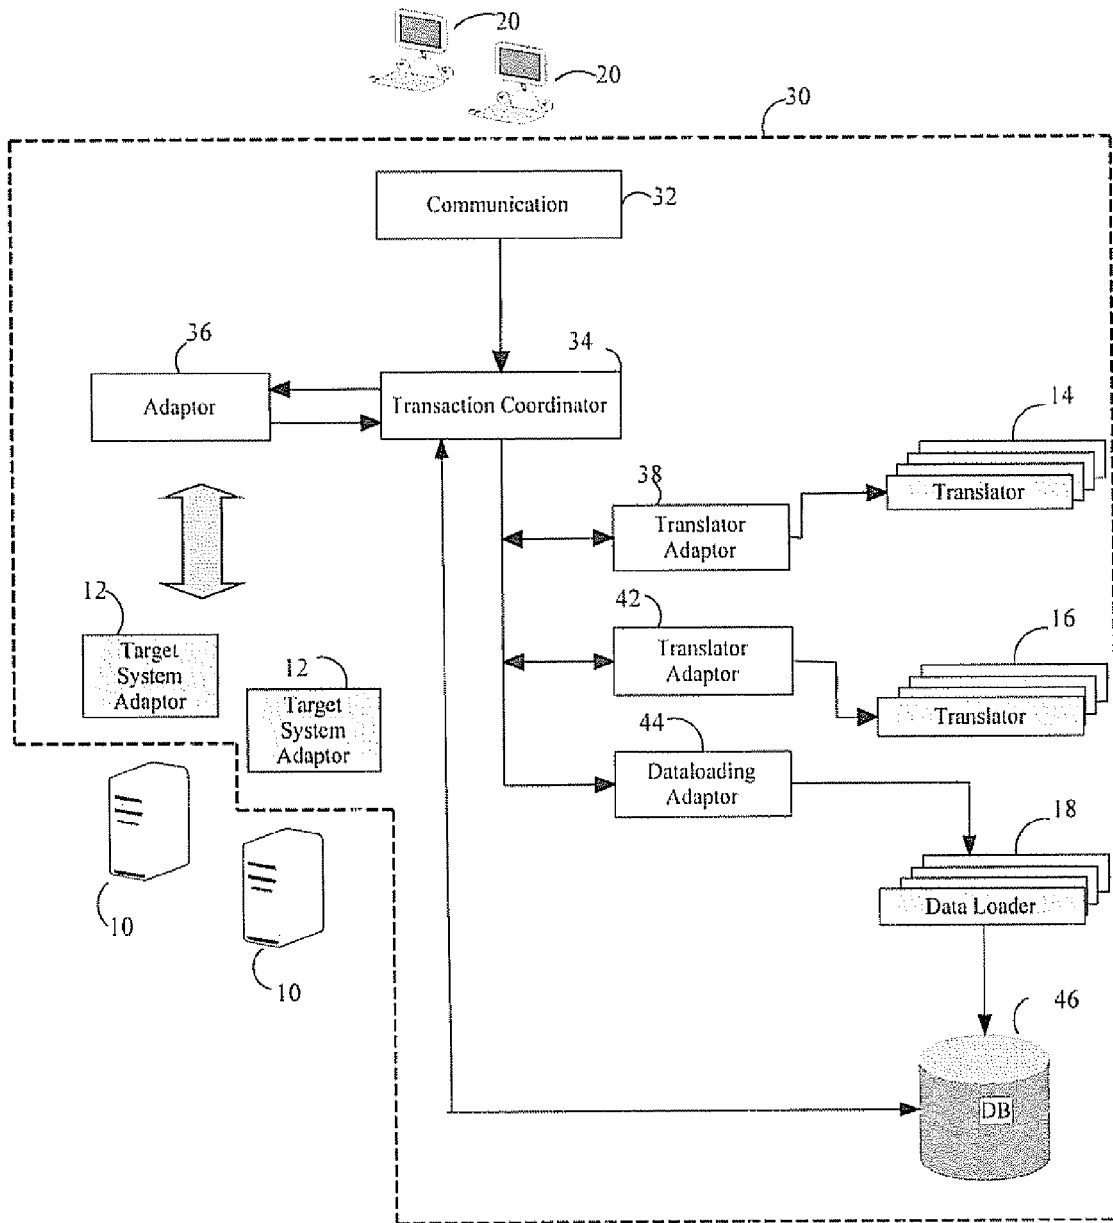 20
20
30
Communication
32
36
34
Adaptor
Transaction Coordinator
14
Translator
38
Translator
Adaptor
12
Target
System
Adaptor
42
Translator
Adaptor
16
Translator
12
Target
System
Adaptor
44
Dataloading
Adaptor
18
Data Loader
10
10
46
DB